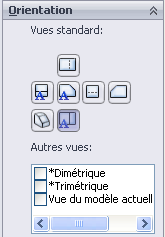 Orientation
Vues standard:
A A
A
Autres vues:
*Dimétrique
*Trimétrique
Vue du modèle actuell